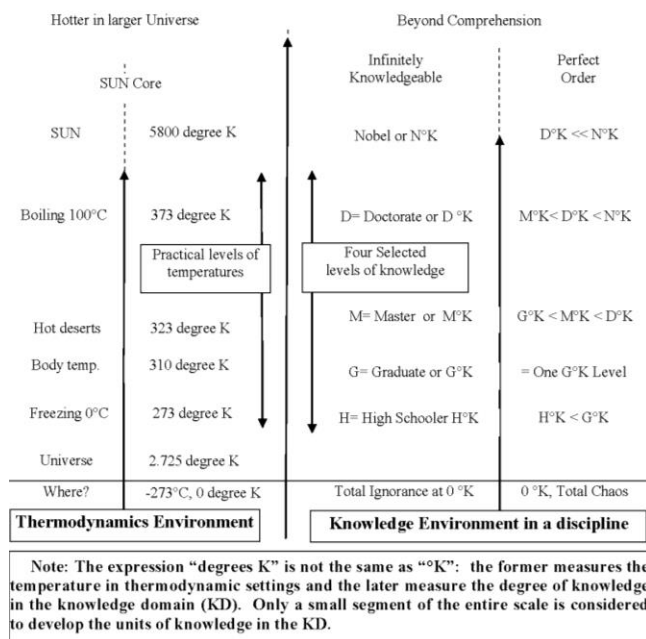 Hotter in larger Universe Beyond Comprehension
Infinitely Perfect
Knowledgeable Order
SUN Core
SUN 5800 degree K Nobel or N°K D°K << N°K
Boiling 100°C 373 degree K D= Doctorate or D °K M°K< D°K < N°K
Practical levels of Four Selected
temperatures levels of knowledge
Hot deserts 323 degree K M= Master or M°K G°K < M°K < D°K
Body temp. 310 degree K G= Graduate or G°K = One G°K Level
Freezing 0°C 273 degree K H= High Schooler H°K H°K < G°K
Universe 2.725 degree K
Where? -273°C, 0 degree K Total Ignorance at 0 °K 0 °K, Total Chaos
Thermodynamics Environment Knowledge Environment in a discipline
Note: The expression “degrees K” is not the same as “°K”: the former measures the
temperature in thermodynamic settings and the later measure the degree of knowledge
in the knowledge domain (KD). Only a small segment of the entire scale is considered
to develop the units of knowledge in the KD.